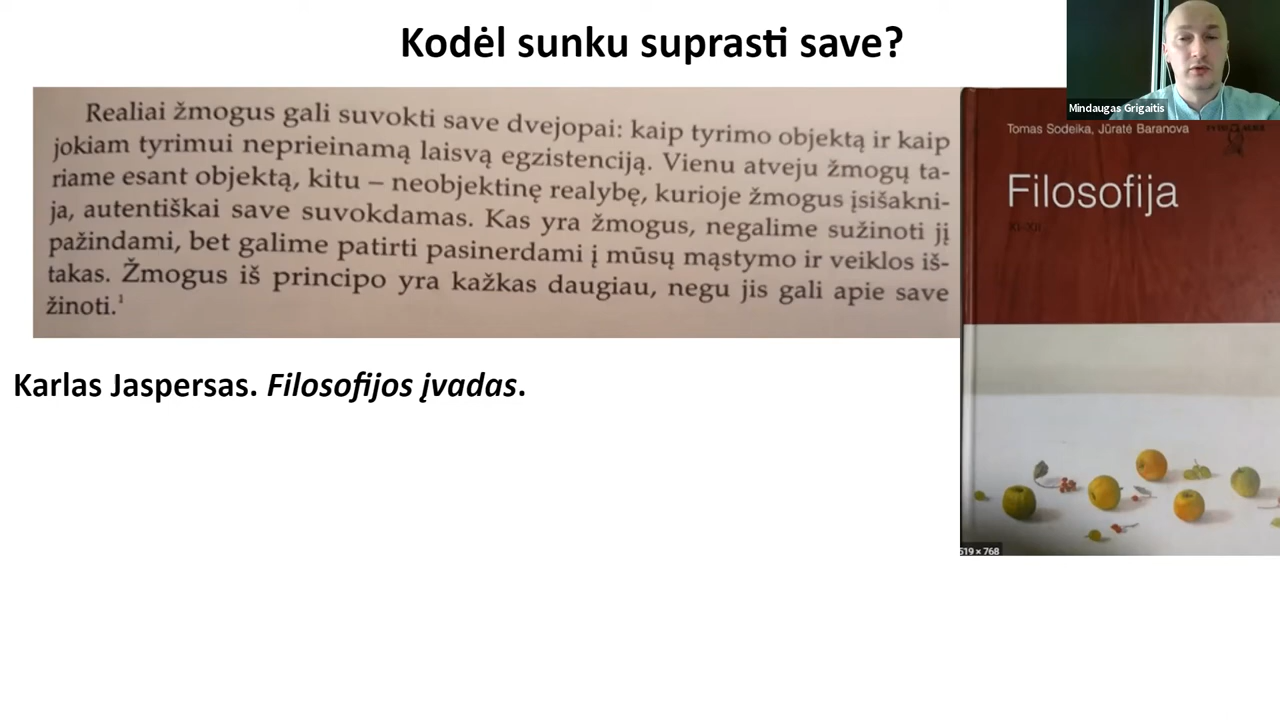 Kodėl sunku suprasti save?
Mindaugas Grigaitis
Realiai žmogus gali suvokti save dvejopai: kaip tyrimo objektą ir kaip
jokiam tyrimui neprieinamą laisvą egzistenciją. Vienu atveju žmogų ta-
riame esant objektą, kitu – neobjektinę realybę, kurioje žmogus įsišakni-
ja, autentiškai save suvokdamas. Kas yra žmogus, negalime sužinoti jį
pažindami, bet galime patirti pasinerdami į mūsų mąstymo ir veiklos iš-
takas. Žmogus iš principo yra kažkas daugiau, negu jis gali apie save
žinoti.¹
Tomas Sodeika, Jūratė Baranova
Filosofija
XI-XII
519 × 768
Karlas Jaspersas. Filosofijos įvadas.